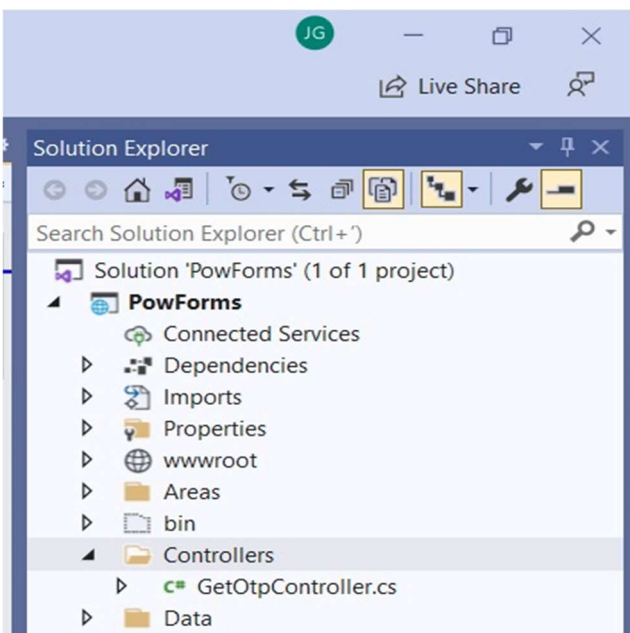 JG
Live Share
Solution Explorer
Search Solution Explorer (Ctrl+')
Solution 'PowForms' (1 of 1 project)
PowForms
Connected Services
Dependencies
Imports
Properties
wwwroot
Areas
bin
Controllers
C# GetOtpController.cs
Data